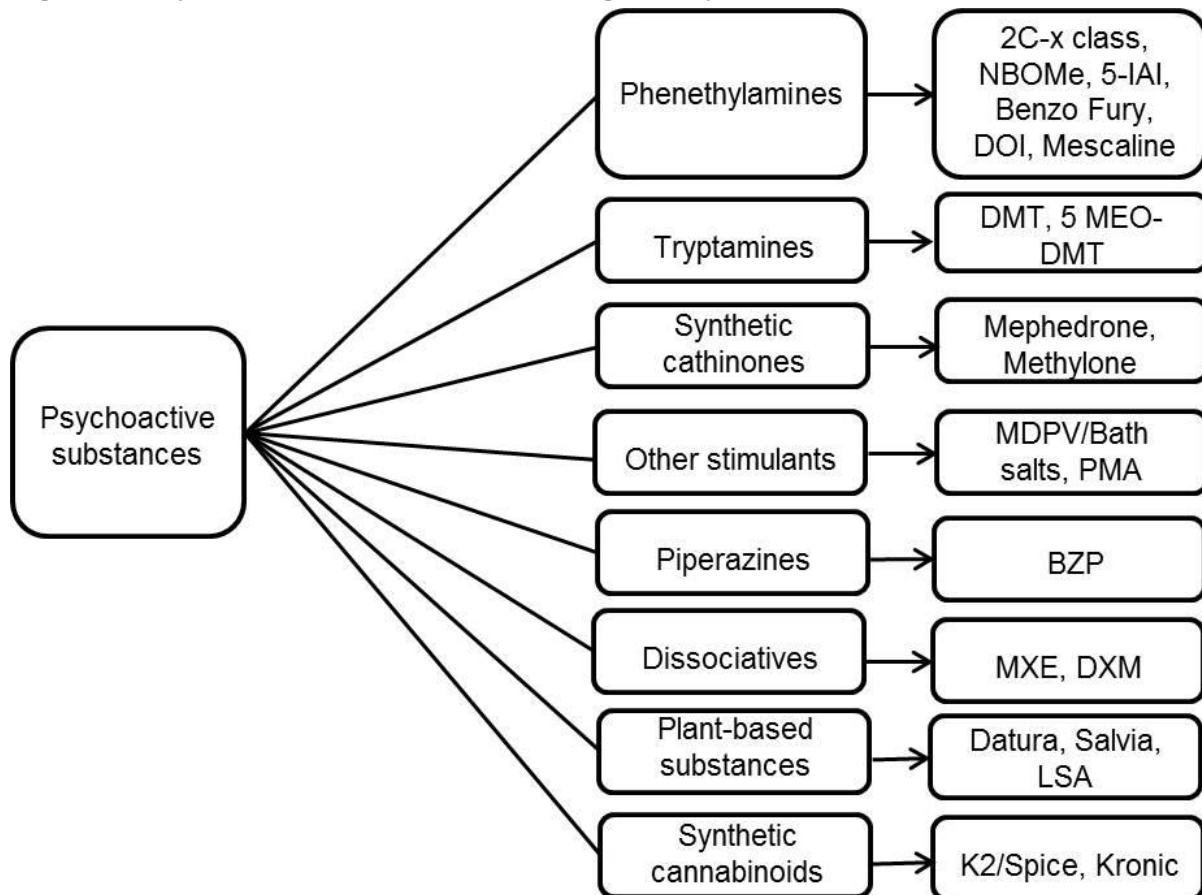 Psychoactive
substances
Phenethylamines
2C-x class,
NBOMe, 5-IAI,
Benzo Fury,
DOI, Mescaline
Tryptamines
DMT, 5 MEO-
DMT
Synthetic
cathinones
Mephedrone,
Methylone
Other stimulants
MDPV/Bath
salts, PMA
Piperazines
BZP
Dissociatives
MXE, DXM
Plant-based
substances
Datura, Salvia,
LSA
Synthetic
cannabinoids
K2/Spice, Kronic